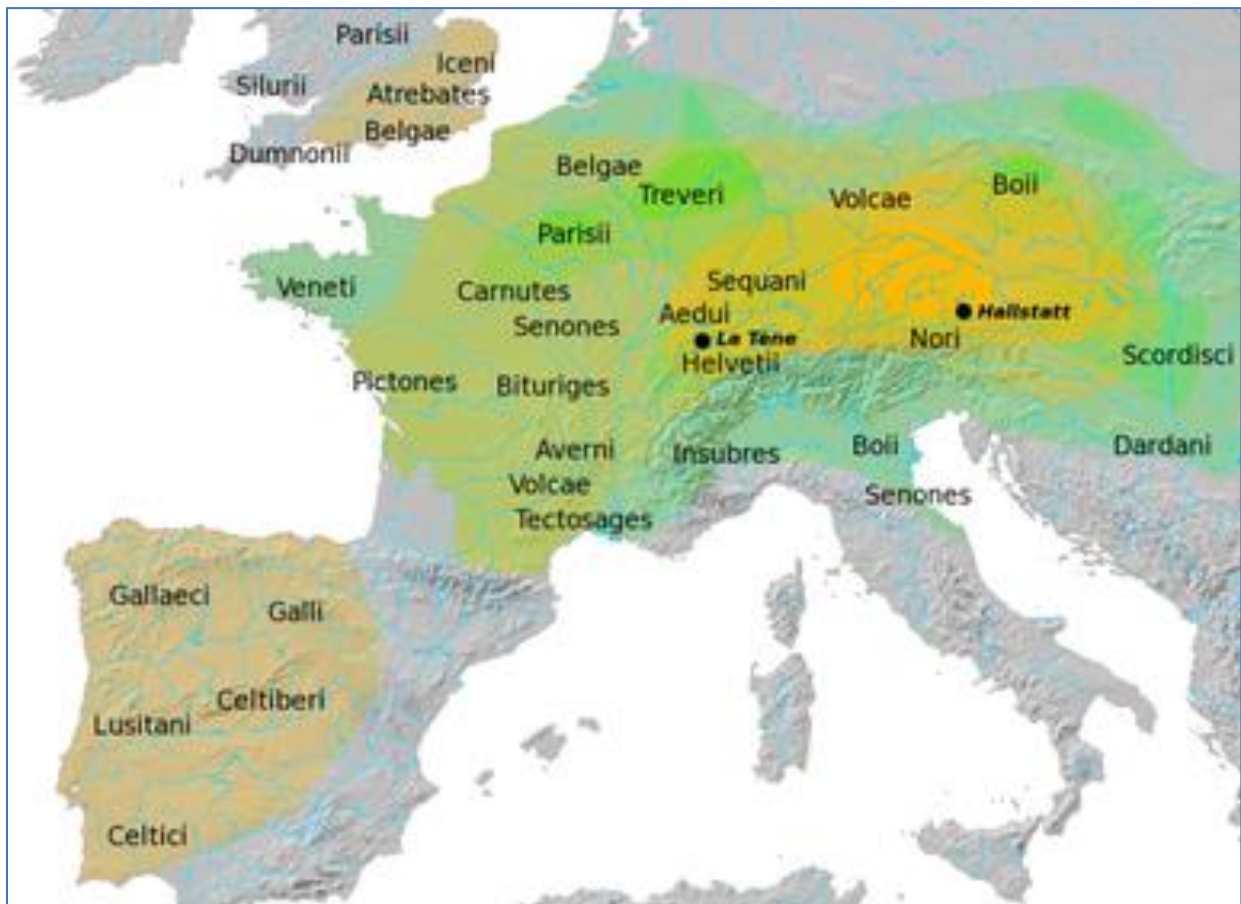 Parisii
Iceni
Silurii
Atrebates
Belgae
Dumnonii
Belgae
Treveri
Volcae
Boii
Parisii
Veneti
Carnutes
Sequani
Senones
Aedui
Hallstatt
La Tène
Nori
Helvetii
Scordisci
Pictones
Bituriges
Averni
Insubres
Boii
Dardani
Volcae
Tectosages
Senones
Gallaeci
Galli
Celtiberi
Lusitani
Celtici